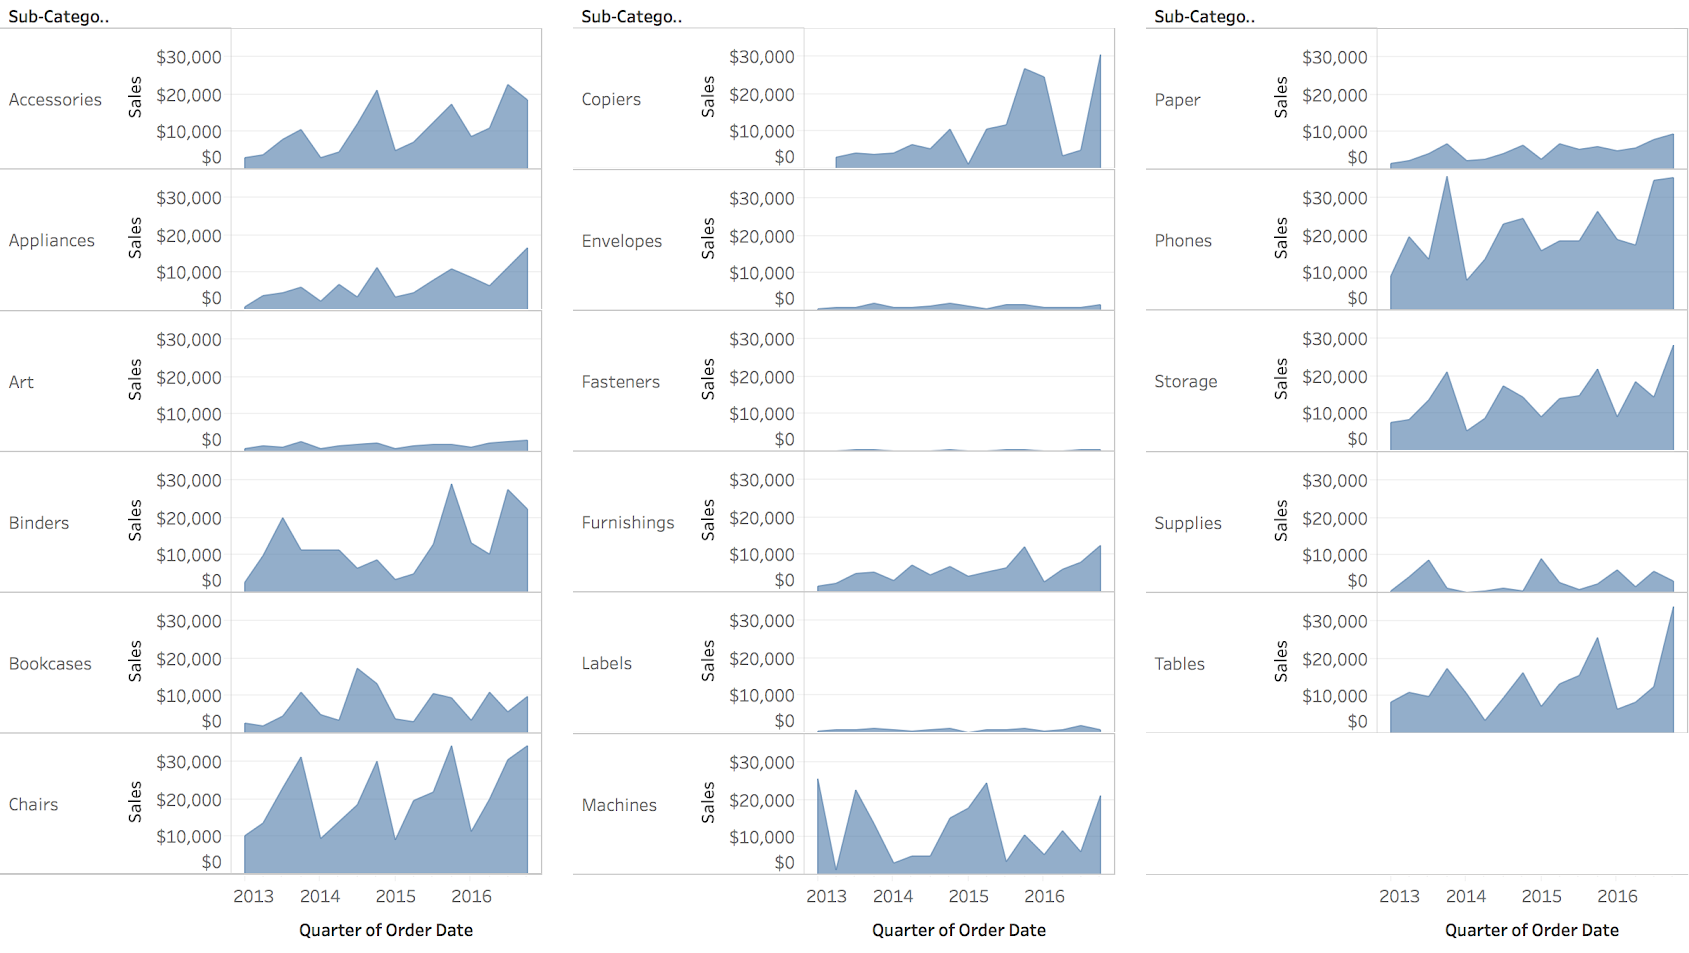 Sub-Catego..
Accessories
Sales
$30,000
$20,000
$10,000
$0
Appliances
Sales
$30,000
$20,000
$10,000
$0
Art
Sales
$30,000
$20,000
$10,000
$0
Binders
Sales
$30,000
$20,000
$10,000
$0
Bookcases
Sales
$30,000
$20,000
$10,000
$0
Chairs
Sales
$30,000
$20,000
$10,000
$0
2013 2014 2015 2016
Quarter of Order Date
Sub-Catego..
Copiers
Sales
$30,000
$20,000
$10,000
$0
Envelopes
Sales
$30,000
$20,000
$10,000
$0
Fasteners
Sales
$30,000
$20,000
$10,000
$0
Furnishings
Sales
$30,000
$20,000
$10,000
$0
Labels
Sales
$30,000
$20,000
$10,000
$0
Machines
Sales
$30,000
$20,000
$10,000
$0
2013 2014 2015 2016
Quarter of Order Date
Sub-Catego..
Paper
Sales
$30,000
$20,000
$10,000
$0
Phones
Sales
$30,000
$20,000
$10,000
$0
Storage
Sales
$30,000
$20,000
$10,000
$0
Supplies
Sales
$30,000
$20,000
$10,000
$0
Tables
Sales
$30,000
$20,000
$10,000
$0
2013 2014 2015 2016
Quarter of Order Date